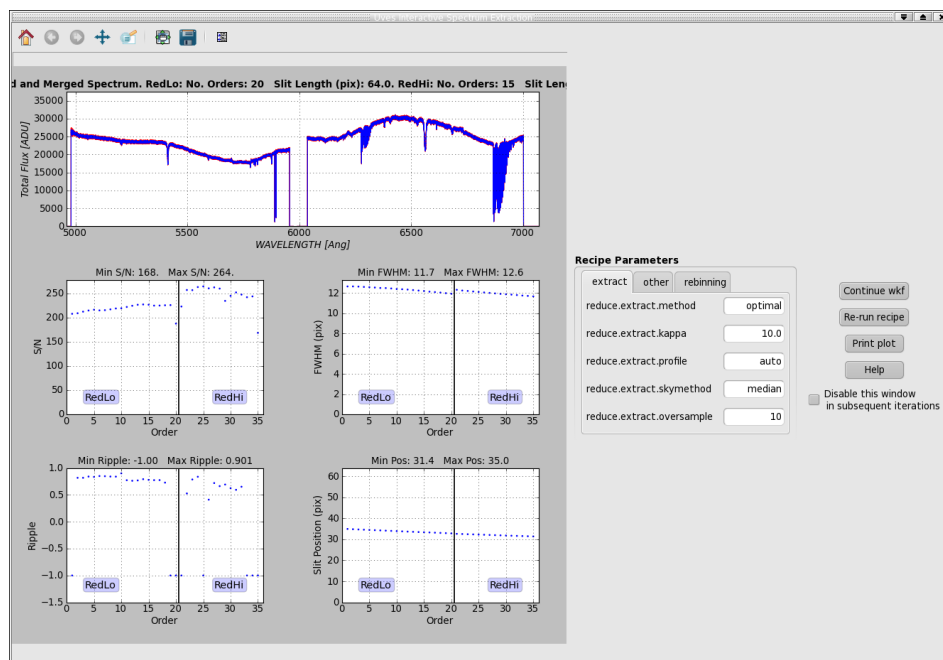 Uves Interactive Spectrum Extraction
d and Merged Spectrum. RedLo: No. Orders: 20 Slit Length (pix): 64.0. RedHi: No. Orders: 15 Slit Len
35000
30000
25000
20000
15000
10000
5000
0
Total Flux [ADU]
5000 5500 6000 6500 7000
WAVELENGTH [Ang]
Min S/N: 168. Max S/N: 264.
250
200
150
100
50
0
S/N
RedLo RedHi
0 5 10 15 20 25 30 35
Order
Min FWHM: 11.7 Max FWHM: 12.6
12
10
8
6
4
2
0
FWHM (pix)
RedLo RedHi
0 5 10 15 20 25 30 35
Order
Min Ripple: -1.00 Max Ripple: 0.901
1.0
0.5
0.0
−0.5
−1.0
−1.5
Ripple
RedLo RedHi
0 5 10 15 20 25 30 35
Order
Min Pos: 31.4 Max Pos: 35.0
60
50
40
30
20
10
0
Slit Position (pix)
RedLo RedHi
0 5 10 15 20 25 30 35
Order
Recipe Parameters
extract other rebinning
reduce.extract.method optimal
reduce.extract.kappa 10.0
reduce.extract.profile auto
reduce.extract.skymethod median
reduce.extract.oversample 10
Continue wkf
Re-run recipe
Print plot
Help
Disable this window
in subsequent iterations